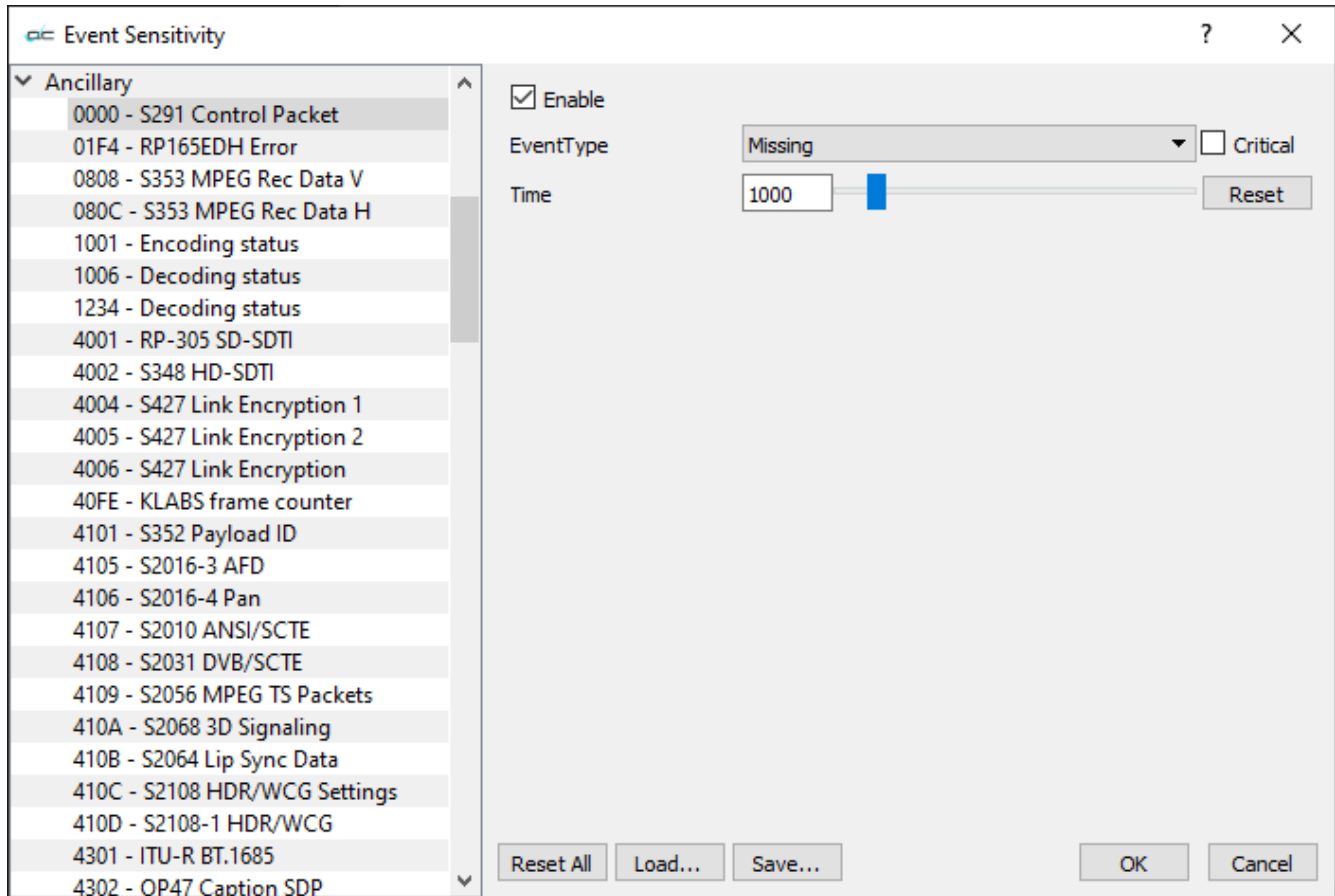 Event Sensitivity
?
Ancillary
0000 - S291 Control Packet
01F4 - RP165EDH Error
0808 - S353 MPEG Rec Data V
080C - S353 MPEG Rec Data H
1001 - Encoding status
1006 - Decoding status
1234 - Decoding status
4001 - RP-305 SD-SDTI
4002 - S348 HD-SDTI
4004 - S427 Link Encryption 1
4005 - S427 Link Encryption 2
4006 - S427 Link Encryption
40FE - KLABS frame counter
4101 - S352 Payload ID
4105 - S2016-3 AFD
4106 - S2016-4 Pan
4107 - S2010 ANSI/SCTE
4108 - S2031 DVB/SCTE
4109 - S2056 MPEG TS Packets
410A - S2068 3D Signaling
410B - S2064 Lip Sync Data
410C - S2108 HDR/WCG Settings
410D - S2108-1 HDR/WCG
4301 - ITU-R BT.1685
4302 - OP47 Caption SDP
Enable
EventType Missing Critical
Time 1000 Reset
Reset All Load... Save... OK Cancel